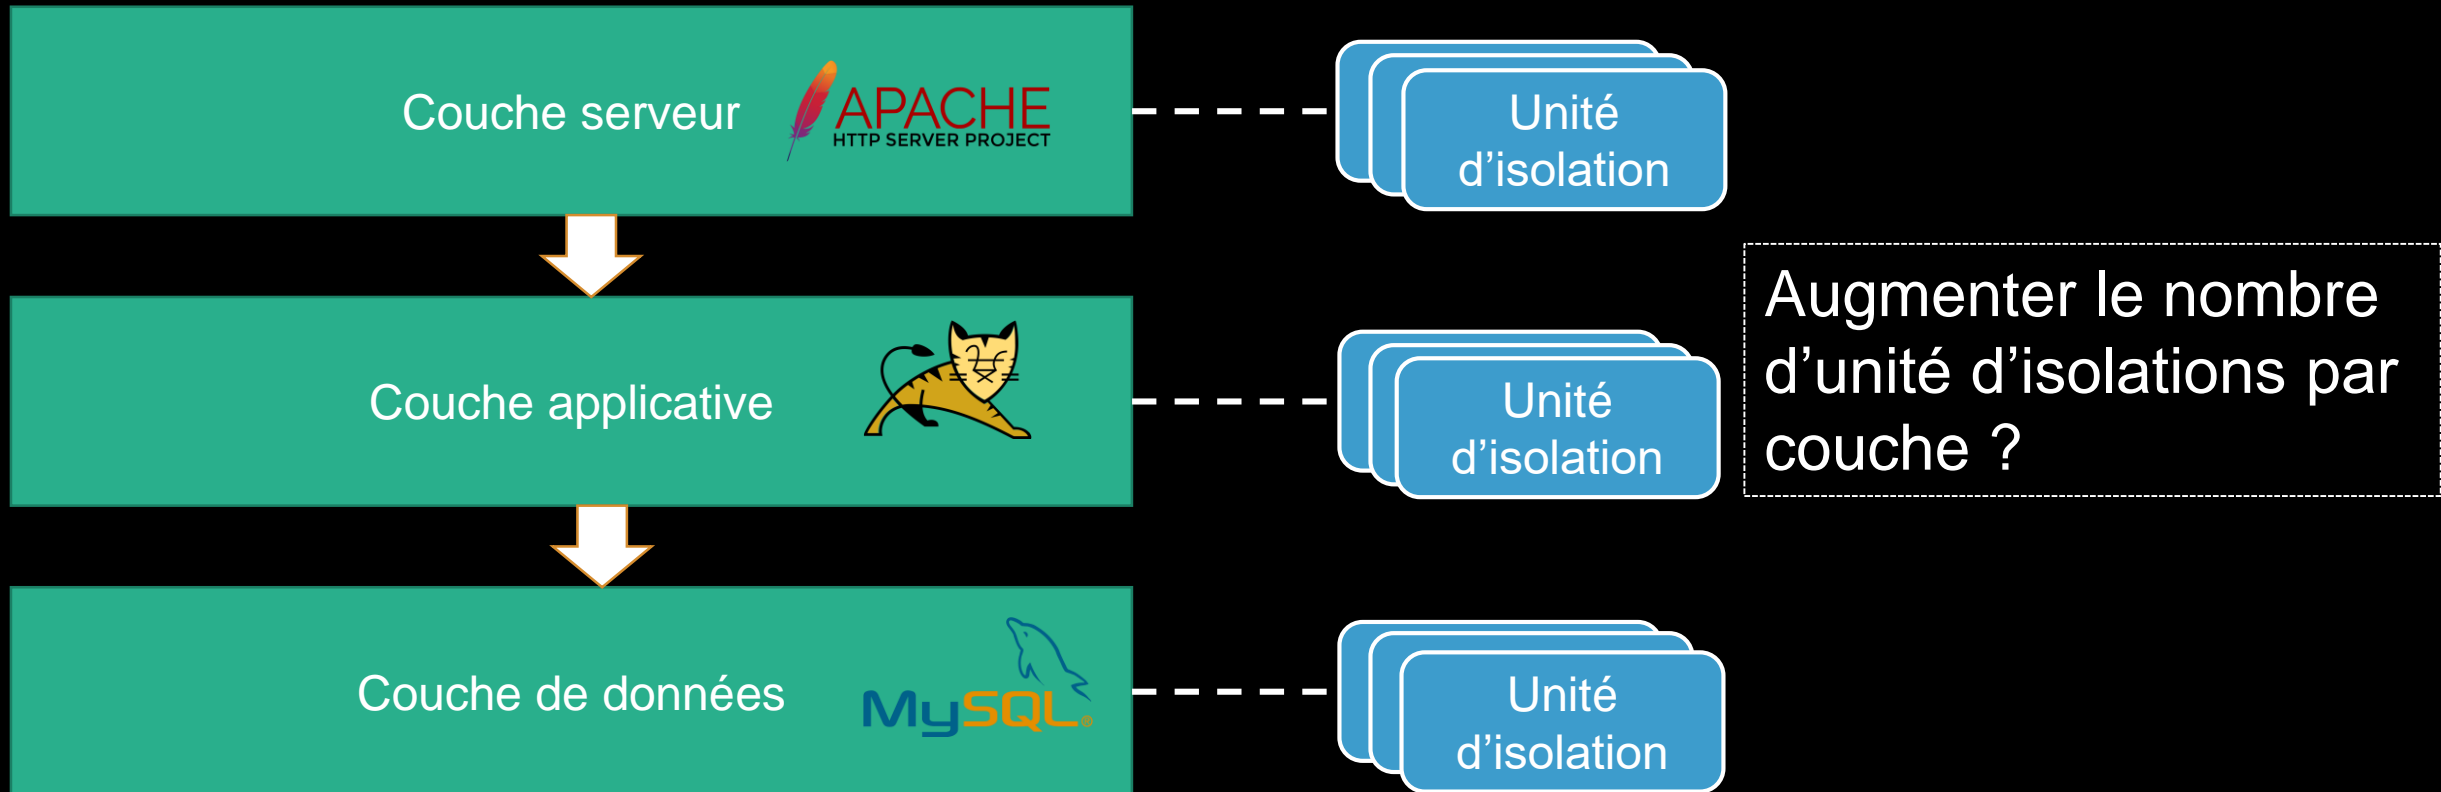 Couche serveur
APACHE
HTTP SERVER PROJECT
Unité
d’isolation
Couche applicative
Unité
d’isolation
Augmenter le nombre
d’unité d’isolations par
couche ?
Couche de données
MySQL®
Unité
d’isolation